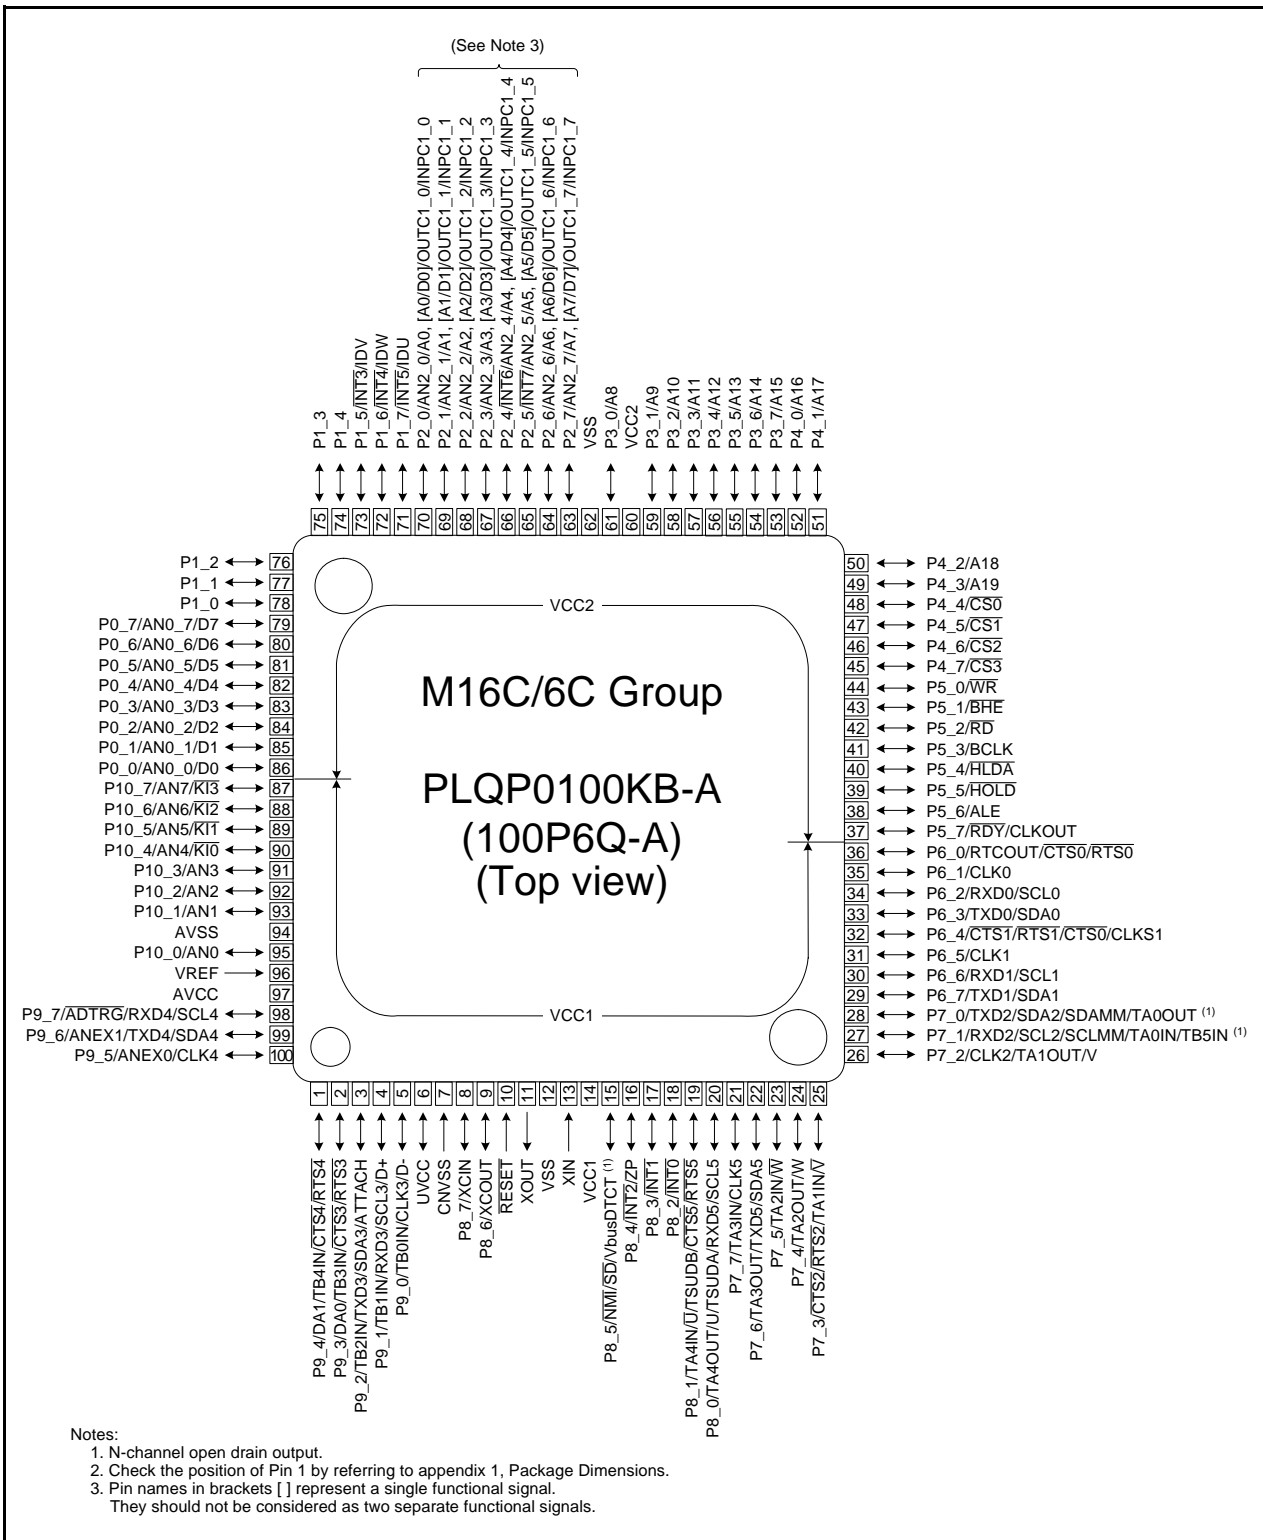 (See Note 3)
P1_3
P1_4
P1_5/INT3/IDV
P1_6/INT4/IDW
P1_7/INT5/IDU
P2_0/AN2_0/A0, [A0/D0]/OUTC1_0/INPC1_0
P2_1/AN2_1/A1, [A1/D1]/OUTC1_1/INPC1_1
P2_2/AN2_2/A2, [A2/D2]/OUTC1_2/INPC1_2
P2_3/AN2_3/A3, [A3/D3]/OUTC1_3/INPC1_3
P2_4/INT6/AN2_4/A4, [A4/D4]/OUTC1_4/INPC1_4
P2_5/INT7/AN2_5/A5, [A5/D5]/OUTC1_5/INPC1_5
P2_6/AN2_6/A6, [A6/D6]/OUTC1_6/INPC1_6
P2_7/AN2_7/A7, [A7/D7]/OUTC1_7/INPC1_7
VSS
P3_0/A8
VCC2
P3_1/A9
P3_2/A10
P3_3/A11
P3_4/A12
P3_5/A13
P3_6/A14
P3_7/A15
P4_0/A16
P4_1/A17
75 74 73 72 71 70 69 68 67 66 65 64 63 62 61 60 59 58 57 56 55 54 53 52 51
P1_2 76
P1_1 77
P1_0 78
P0_7/AN0_7/D7 79
P0_6/AN0_6/D6 80
P0_5/AN0_5/D5 81
P0_4/AN0_4/D4 82
P0_3/AN0_3/D3 83
P0_2/AN0_2/D2 84
P0_1/AN0_1/D1 85
P0_0/AN0_0/D0 86
P10_7/AN7/KI3 87
P10_6/AN6/KI2 88
P10_5/AN5/KI1 89
P10_4/AN4/KI0 90
P10_3/AN3 91
P10_2/AN2 92
P10_1/AN1 93
AVSS 94
P10_0/AN0 95
VREF 96
AVCC 97
P9_7/ADTRG/RXD4/SCL4 98
P9_6/ANEX1/TXD4/SDA4 99
P9_5/ANEX0/CLK4 100
VCC2
M16C/6C Group
PLQP0100KB-A
(100P6Q-A)
(Top view)
VCC1
50 P4_2/A18
49 P4_3/A19
48 P4_4/CS0
47 P4_5/CS1
46 P4_6/CS2
45 P4_7/CS3
44 P5_0/WR
43 P5_1/BHE
42 P5_2/RD
41 P5_3/BCLK
40 P5_4/HLDA
39 P5_5/HOLD
38 P5_6/ALE
37 P5_7/RDY/CLKOUT
36 P6_0/RTCOUT/CTS0/RTS0
35 P6_1/CLK0
34 P6_2/RXD0/SCL0
33 P6_3/TXD0/SDA0
32 P6_4/CTS1/RTS1/CTS0/CLKS1
31 P6_5/CLK1
30 P6_6/RXD1/SCL1
29 P6_7/TXD1/SDA1
28 P7_0/TXD2/SDA2/SDAMM/TA0OUT (1)
27 P7_1/RXD2/SCL2/SCLMM/TA0IN/TB5IN (1)
26 P7_2/CLK2/TA1OUT/V
1 2 3 4 5 6 7 8 9 10 11 12 13 14 15 16 17 18 19 20 21 22 23 24 25
P9_4/DA1/TB4IN/CTS4/RTS4
P9_3/DA0/TB3IN/CTS3/RTS3
P9_2/TB2IN/TXD3/SDA3/ATTACH
P9_1/TB1IN/RXD3/SCL3/D+
P9_0/TB0IN/CLK3/D-
UVCC
CNVSS
P8_7/XCIN
P8_6/XCOUT
RESET
XOUT
VSS
XIN
VCC1
P8_5/NMI/SD/VbusDTCT (1)
P8_4/INT2/ZP
P8_3/INT1
P8_2/INT0
P8_1/TA4IN/U/TSUDB/CTS5/RTS5
P8_0/TA4OUT/U/TSUDA/RXD5/SCL5
P7_7/TA3IN/CLK5
P7_6/TA3OUT/TXD5/SDA5
P7_5/TA2IN/W
P7_4/TA2OUT/W
P7_3/CTS2/RTS2/TA1IN/V
Notes:
1. N-channel open drain output.
2. Check the position of Pin 1 by referring to appendix 1, Package Dimensions.
3. Pin names in brackets [ ] represent a single functional signal.
They should not be considered as two separate functional signals.